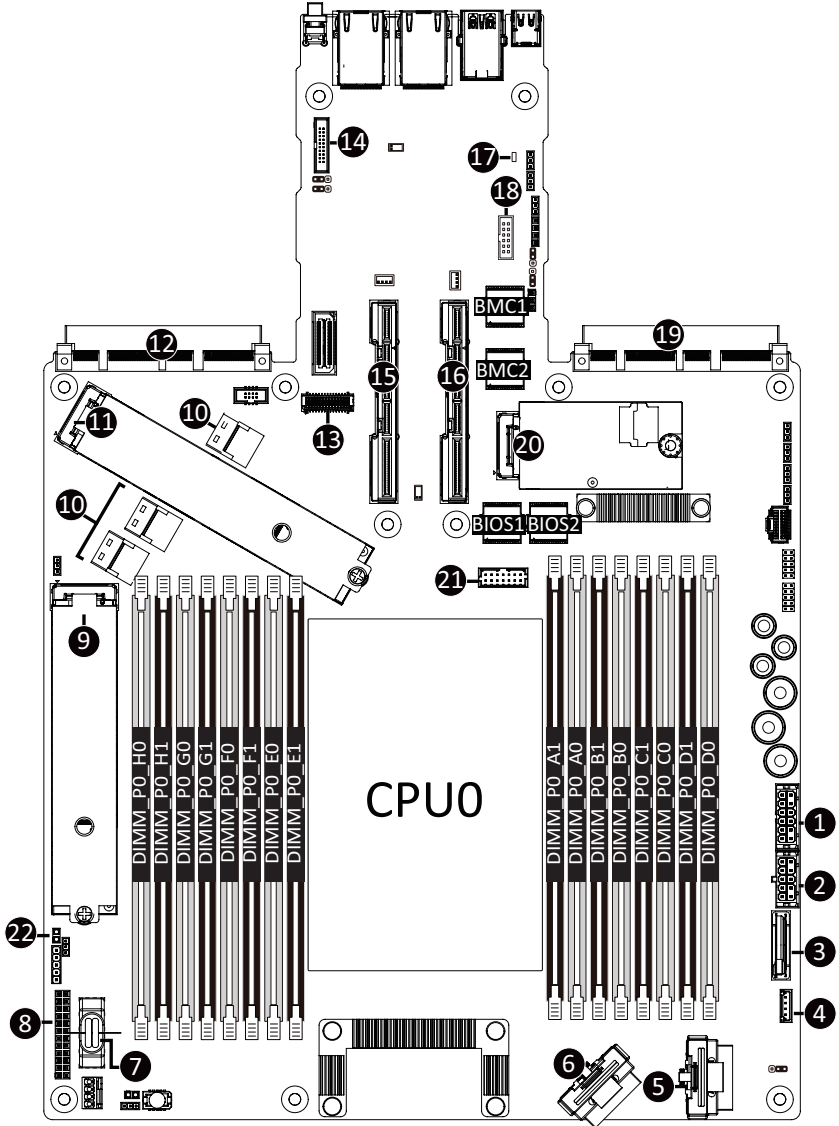 14
17
18
BMC1
12
19
15
16
BMC2
10
11
13
20
10
BIOS1
BIOS2
21
9
DIMM_P0_H0
DIMM_P0_H1
DIMM_P0_G0
DIMM_P0_G1
DIMM_P0_F0
DIMM_P0_F1
DIMM_P0_E0
DIMM_P0_E1
CPU0
DIMM_P0_A1
DIMM_P0_A0
DIMM_P0_B1
DIMM_P0_B0
DIMM_P0_C1
DIMM_P0_C0
DIMM_P0_D1
DIMM_P0_D0
1
2
22
3
8
4
7
6
5